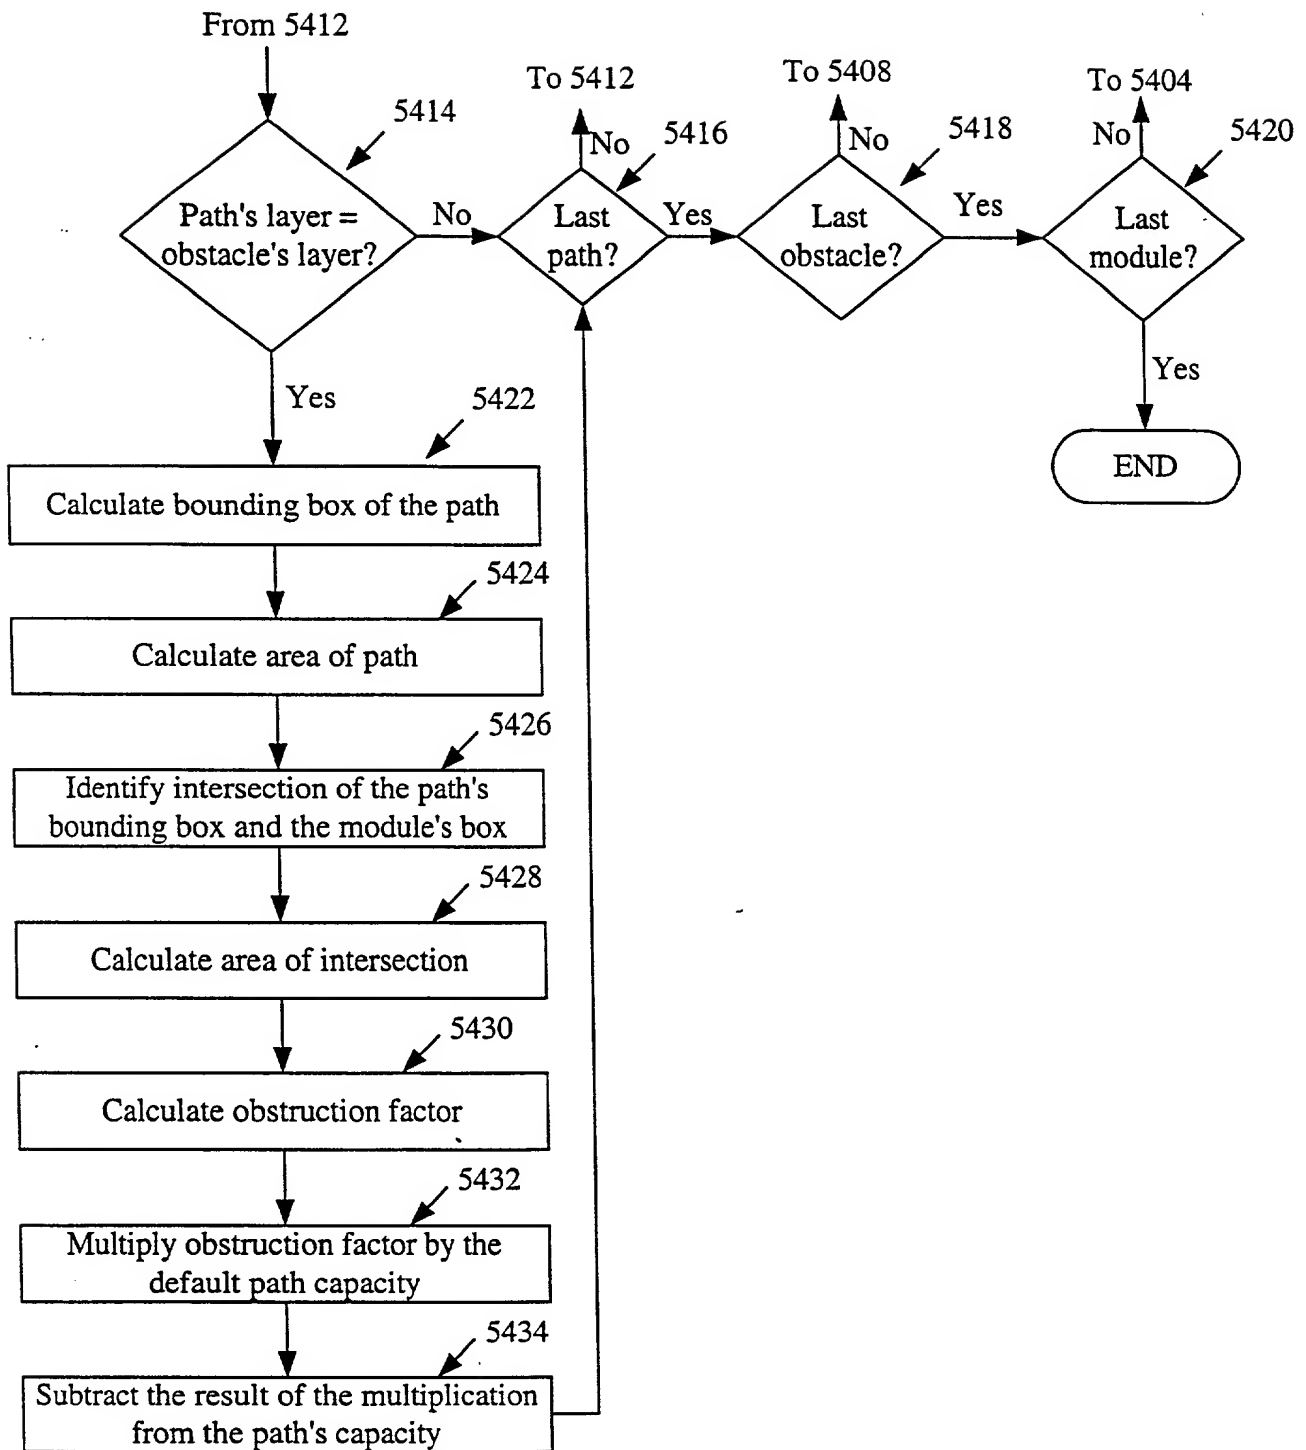 From 5412
5414
Path's layer =
obstacle's layer?
No
To 5412
No
5416
Last
path?
Yes
To 5408
No
5418
Last
obstacle?
Yes
To 5404
No
5420
Last
module?
Yes
END
Yes
5422
Calculate bounding box of the path
5424
Calculate area of path
5426
Identify intersection of the path's
bounding box and the module's box
5428
Calculate area of intersection
5430
Calculate obstruction factor
5432
Multiply obstruction factor by the
default path capacity
5434
Subtract the result of the multiplication
from the path's capacity